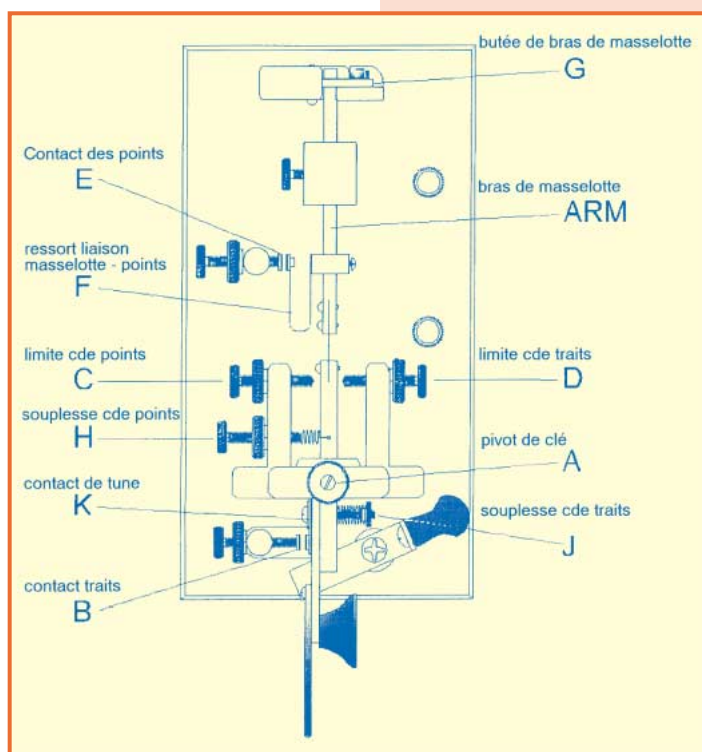 butée de bras de masselotte
G
Contact des points
E
bras de masselotte
ARM
ressort liaison
masselotte - points
F
limite cde points
C
limite cde traits
D
souplesse cde points
H
pivot de clé
A
contact de tune
K
souplesse cde traits
J
contact traits
B